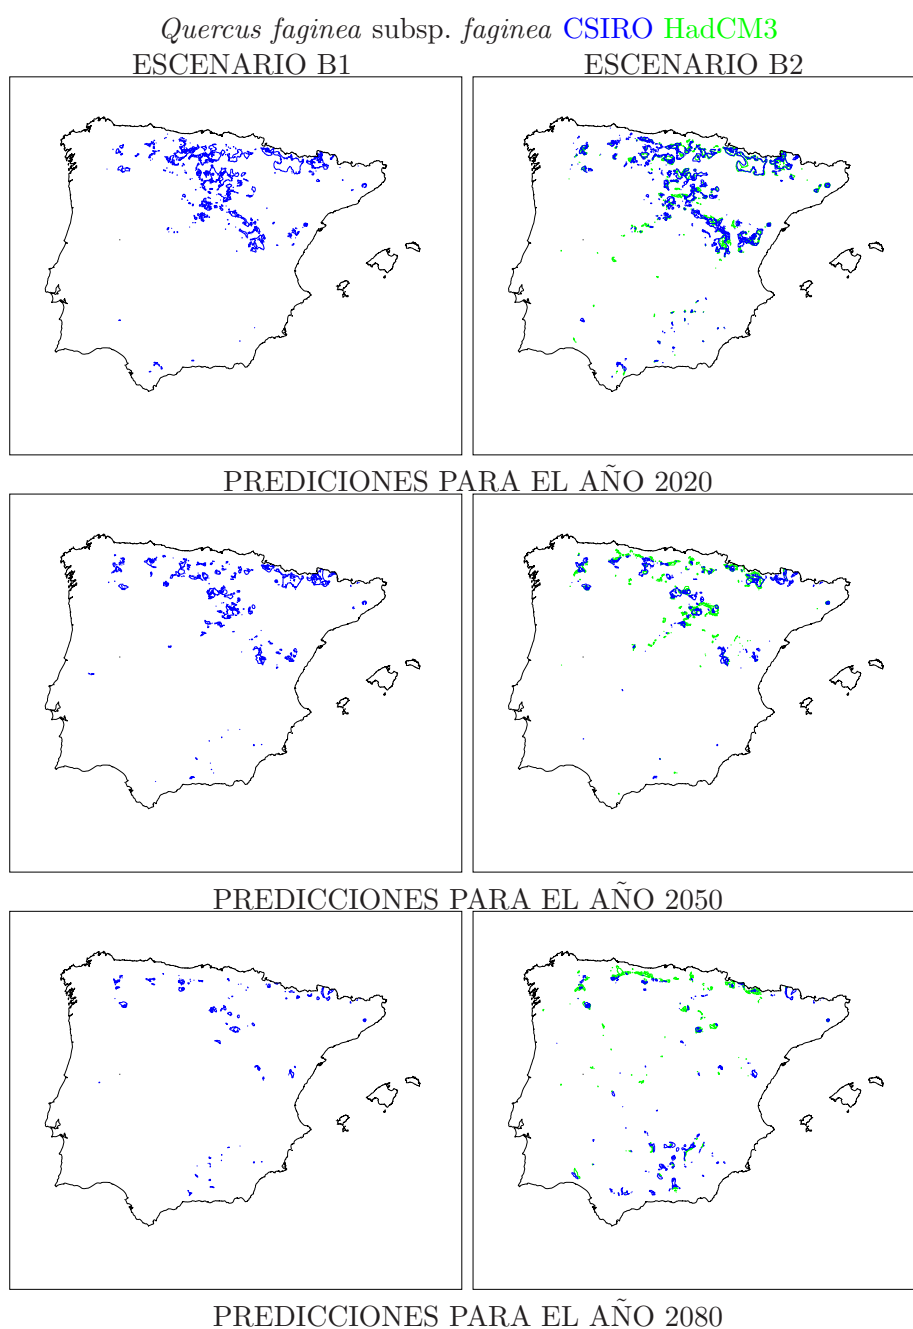 Quercus faginea subsp. faginea CSIRO HadCM3
ESCENARIO B1 ESCENARIO B2
PREDICIONES PARA EL AÑO 2020
PREDICCIONES PARA EL AÑO 2050
PREDICCIONES PARA EL AÑO 2080